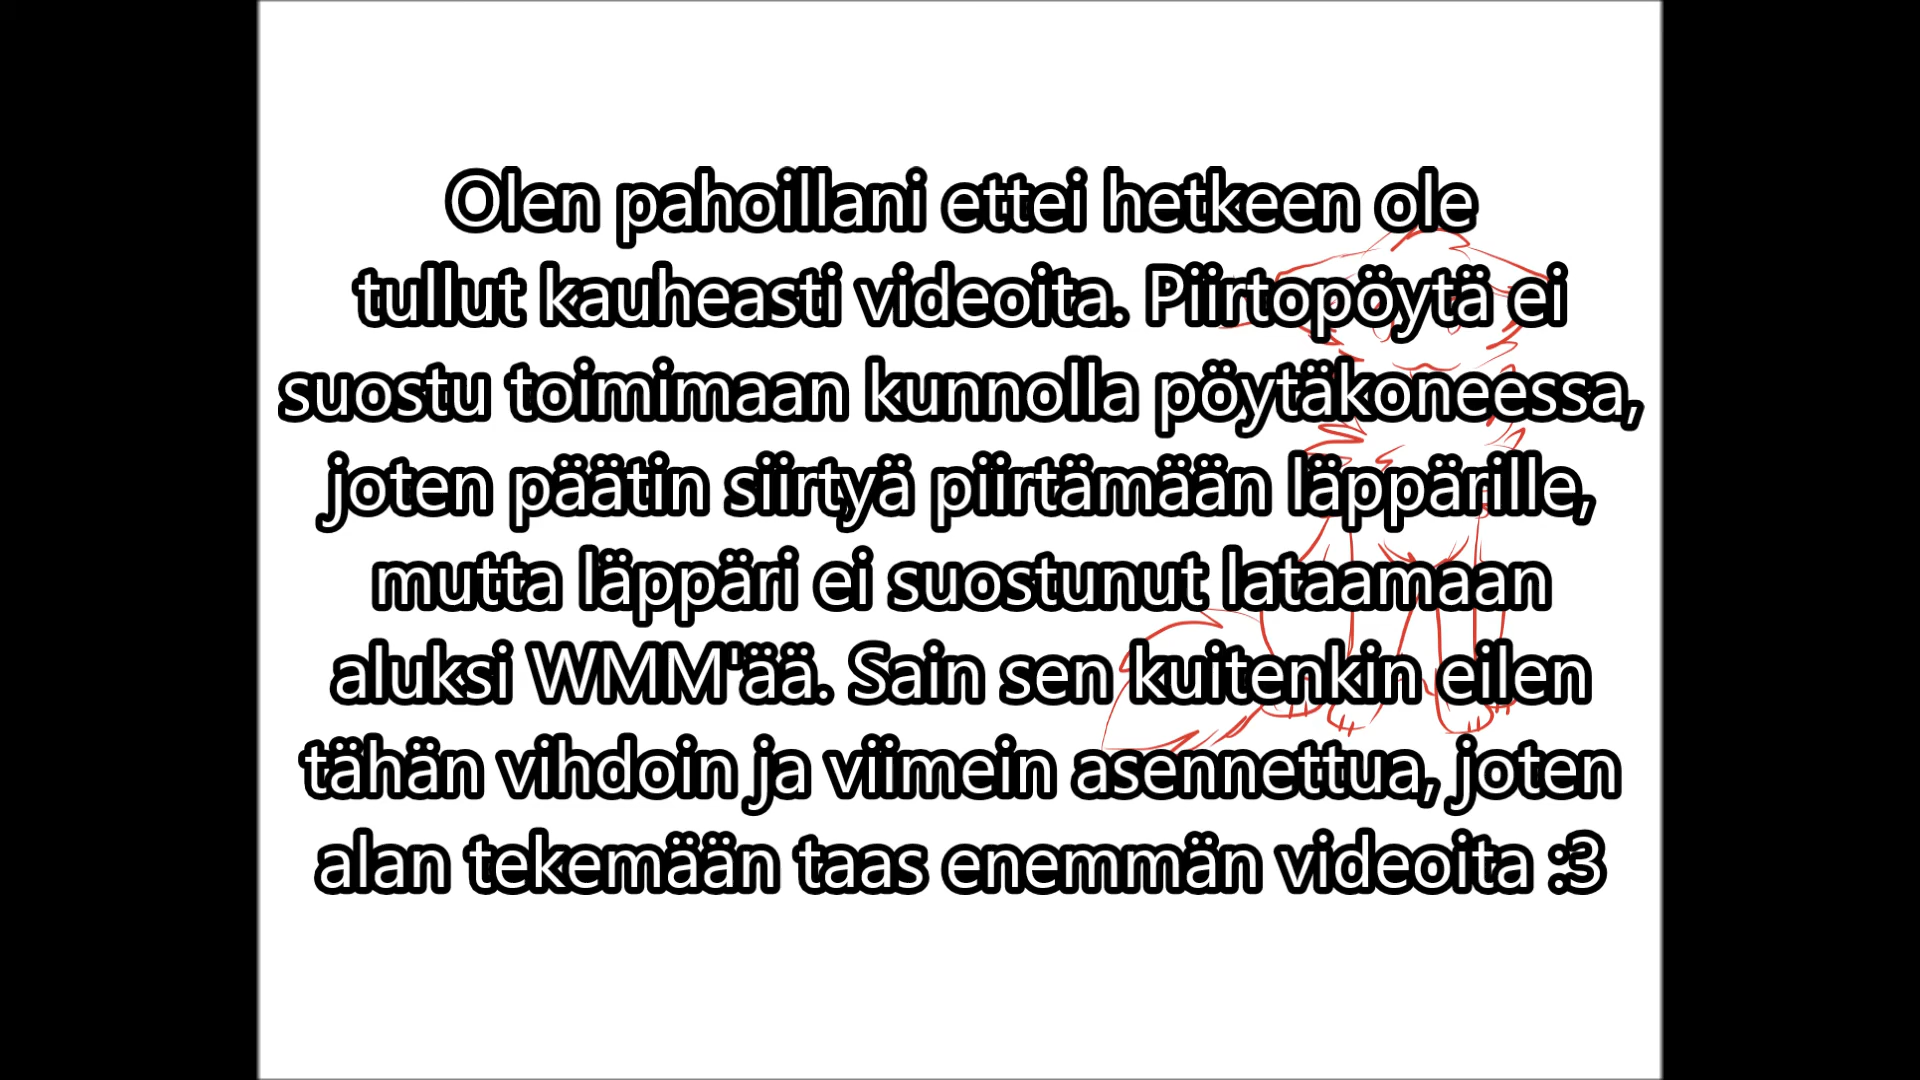 Olen pahoillani ettei hetkeen ole
tullut kauheasti videoita. Piirtopöytä ei
suostu toimimaan kunnolla pöytäkoneessa,
joten päätin siirtyä piirtämään läppärille,
mutta läppäri ei suostunut lataamaan
aluksi WMM'ää. Sain sen kuitenkin eilen
tähän vihdoin ja viimein asennettua, joten
alan tekemään taas enemmän videoita :3